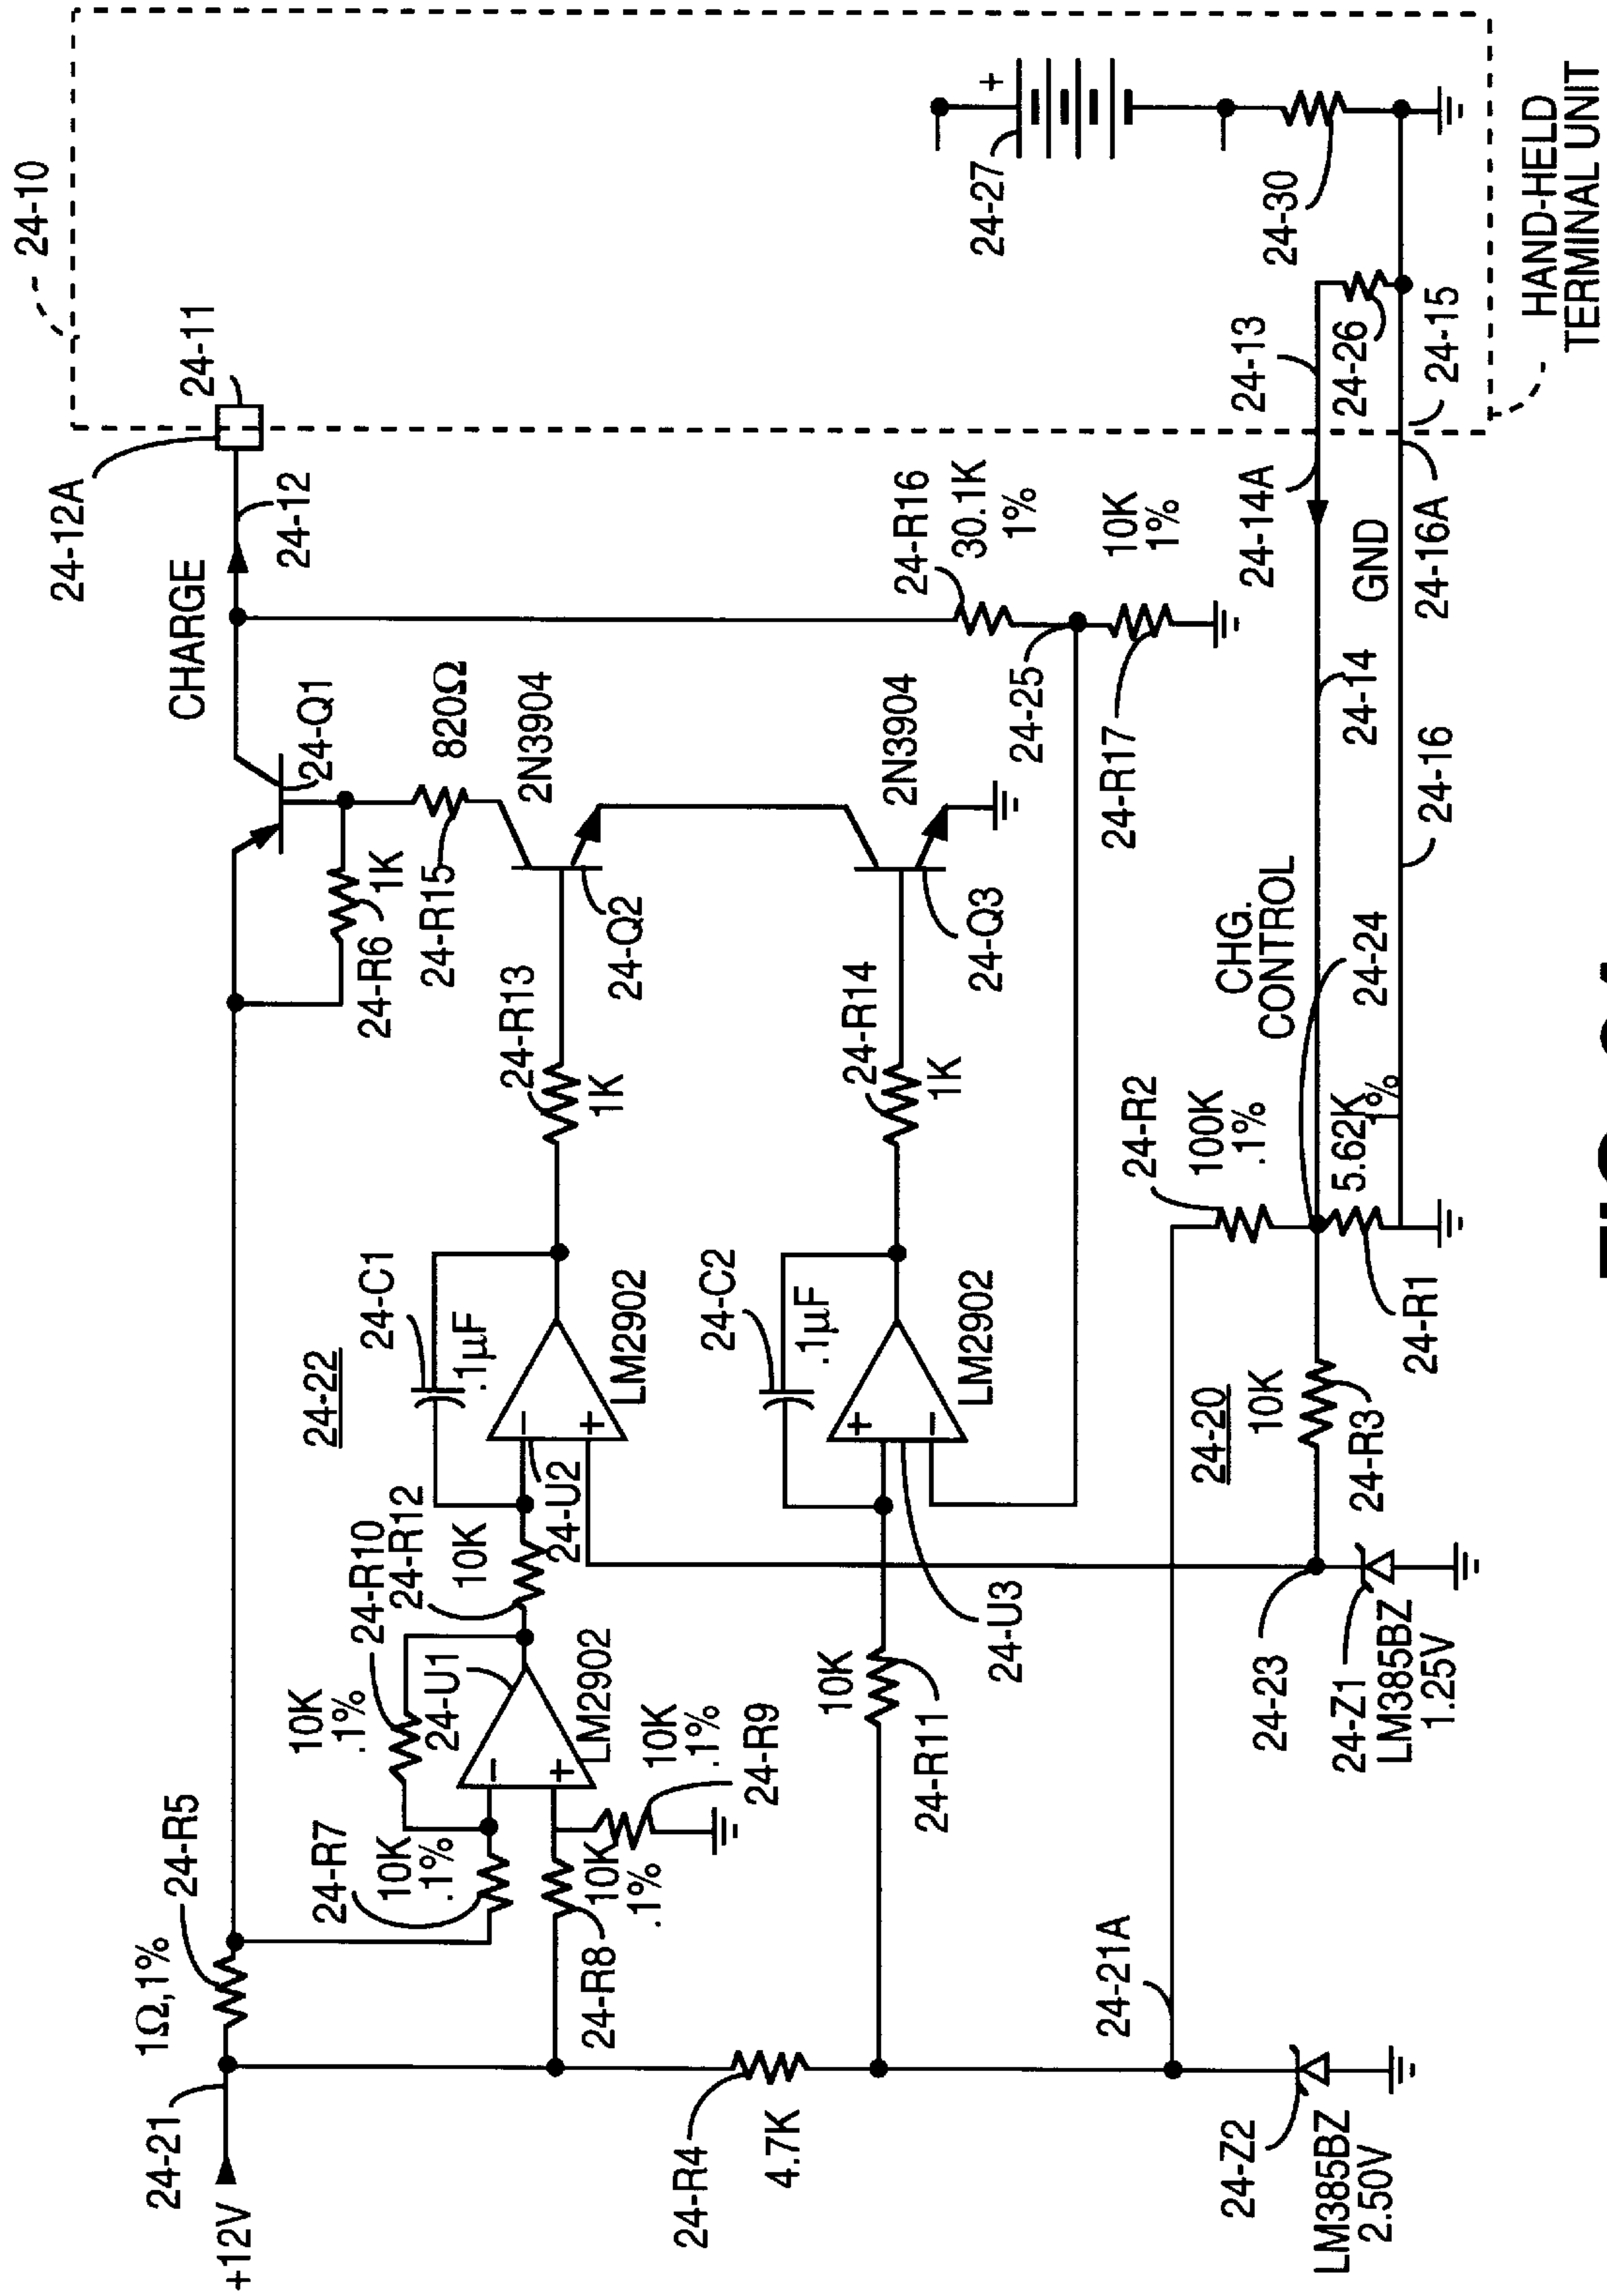 24-10
24-11
24-12A
CHARGE
24-12
24-Q1
24-R6
1K
24-R15
820Ω
2N3904
24-Q2
24-R13
1K
24-R16
30.1K
1%
10K
1%
24-25
24-R17
2N3904
24-Q3
24-R14
1K
24-27
+
24-30
24-13
24-26
24-15
HAND-HELD
TERMINAL UNIT
24-14A
GND
24-16A
24-14
24-16
CHG.
CONTROL
24-24
24-R2
100K
.1%
5.62K
1%
24-R1
24-22
24-C1
.1µF
LM2902
−
+
24-U2
24-C2
.1µF
LM2902
+
−
24-U3
24-20
10K
24-R3
24-R10
24-R12
10K
10K
.1%
24-U1
−
+
LM2902
10K
.1%
24-R9
24-R7
10K
.1%
10K
.1%
24-R8
10K
24-R11
24-23
24-Z1
LM385BZ
1.25V
1Ω,1%
24-R5
24-21
+12V
24-R4
4.7K
24-21A
24-Z2
LM385BZ
2.50V